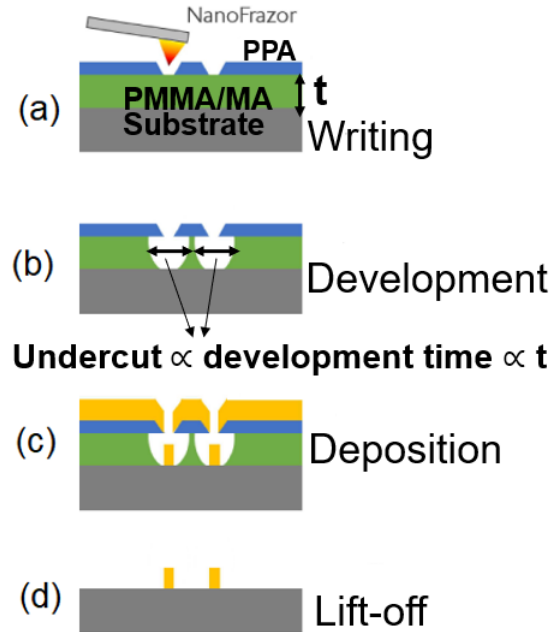 NanoFrazor
PPA
PMMA/MA
t
(a)
Substrate
Writing
(b)
Development
Undercut ∝ development time ∝ t
(c)
Deposition
(d)
Lift-off